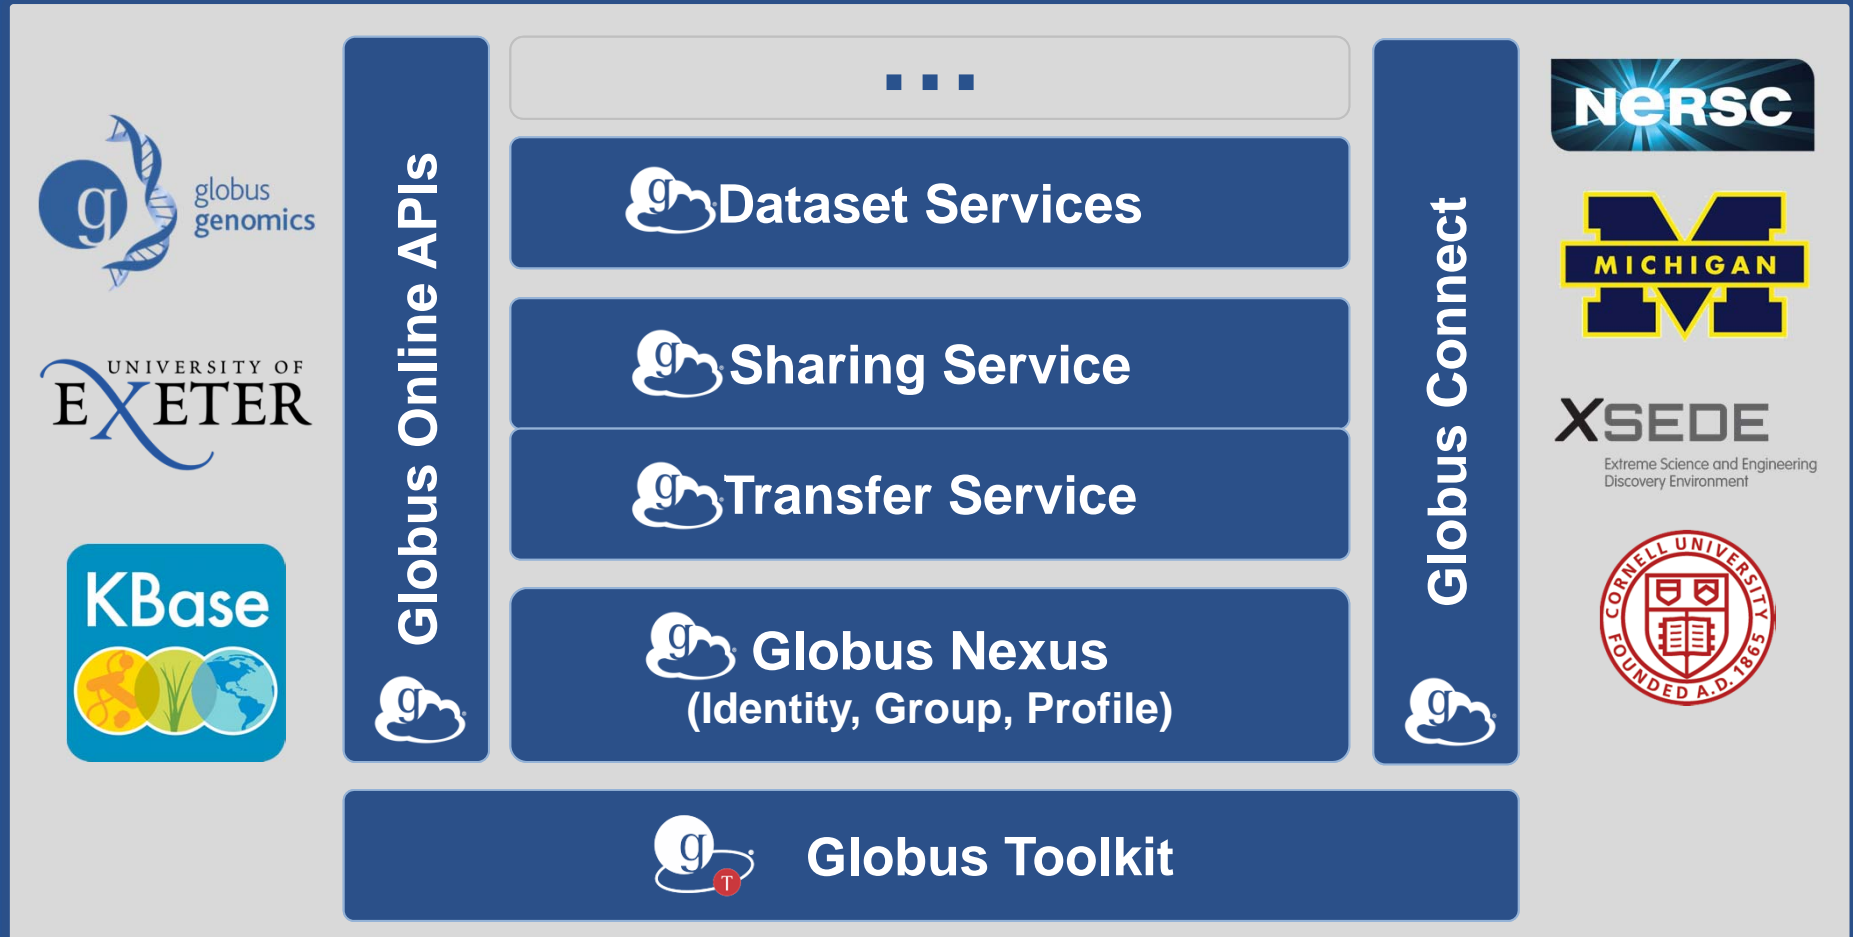 g
globus
genomics
UNIVERSITY OF
EXETER
KBase
Globus Online APIs
g
...
g Dataset Services
g Sharing Service
g Transfer Service
g Globus Nexus
(Identity, Group, Profile)
g T Globus Toolkit
Globus Connect
g
NERSC
MICHIGAN
XSEDE
Extreme Science and Engineering
Discovery Environment
CORNELL UNIVERSITY
FOUNDED A.D. 1865